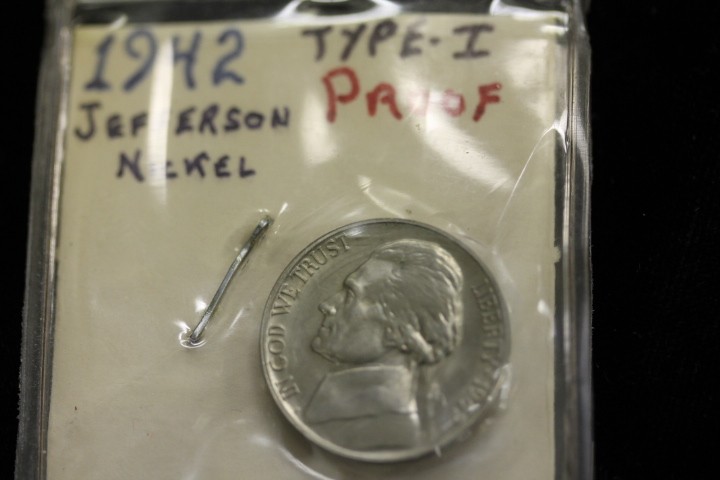 1942 TYPE-I
JEFFERSON PROOF
NICKEL
IN GOD WE TRUST
LIBERTY